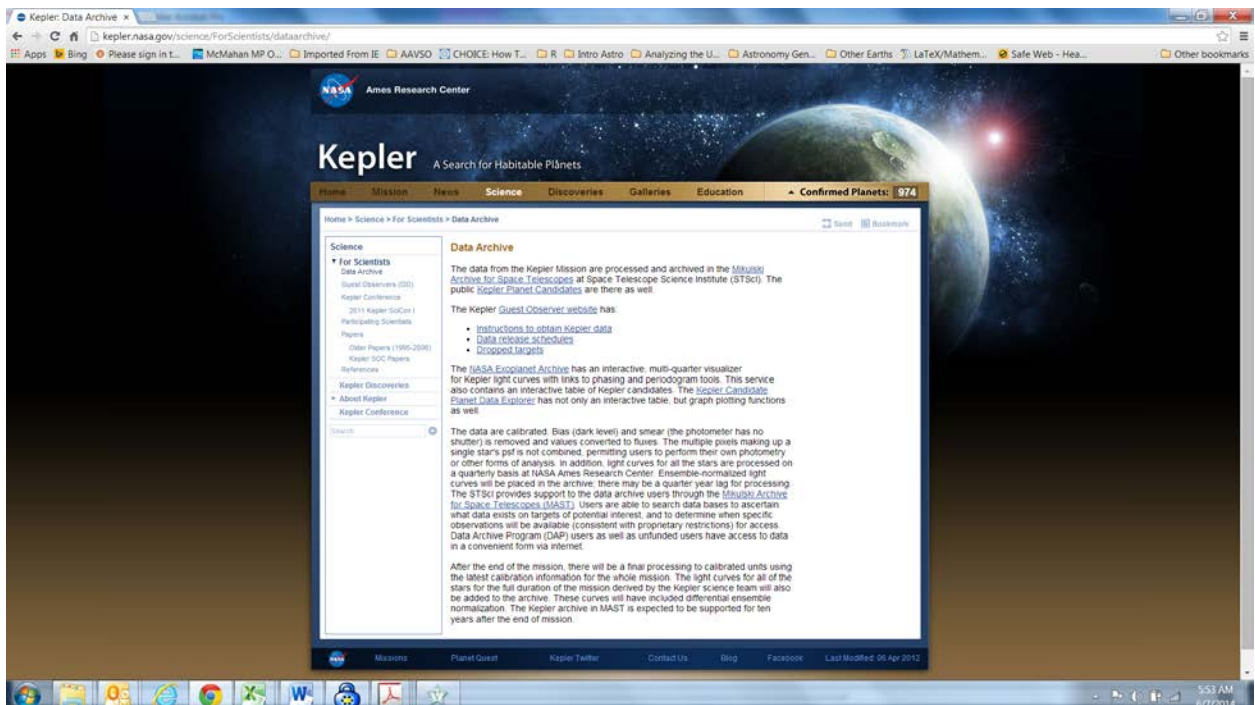 Kepler: Data Archive ×
kepler.nasa.gov/science/ForScientists/dataarchive/
Apps Bing Please sign in t... McMahan MP O... Imported From IE AAVSO CHOICE: How T... R Intro Astro Analyzing the U... Astronomy Gen... Other Earths LaTeX/Mathem... Safe Web - Hea... Other bookmarks
NASA Ames Research Center
Kepler A Search for Habitable Planets
Home Mission News Science Discoveries Galleries Education Confirmed Planets: 974
Home > Science > For Scientists > Data Archive
Send Bookmark
Science
For Scientists
Data Archive
Guest Observers (GO)
Kepler Conference
2011 Kepler SciCon I
Participating Scientists
Papers
Older Papers (1995-2006)
Kepler SOC Papers
References
Kepler Discoveries
About Kepler
Kepler Conference
Search
Data Archive
The data from the Kepler Mission are processed and archived in the Mikulski
Archive for Space Telescopes at Space Telescope Science Institute (STScI). The
public Kepler Planet Candidates are there as well.
The Kepler Guest Observer website has:
• Instructions to obtain Kepler data
• Data release schedules
• Dropped targets
The NASA Exoplanet Archive has an interactive, multi-quarter visualizer
for Kepler light curves with links to phasing and periodogram tools. This service
also contains an interactive table of Kepler candidates. The Kepler Candidate
Planet Data Explorer has not only an interactive table, but graph plotting functions
as well.
The data are calibrated. Bias (dark level) and smear (the photometer has no
shutter) is removed and values converted to fluxes. The multiple pixels making up a
single star's psf is not combined, permitting users to perform their own photometry
or other forms of analysis. In addition, light curves for all the stars are processed on
a quarterly basis at NASA Ames Research Center. Ensemble-normalized light
curves will be placed in the archive; there may be a quarter year lag for processing.
The STScI provides support to the data archive users through the Mikulski Archive
for Space Telescopes (MAST). Users are able to search data bases to ascertain
what data exists on targets of potential interest, and to determine when specific
observations will be available (consistent with proprietary restrictions) for access.
Data Archive Program (DAP) users as well as unfunded users have access to data
in a convenient form via internet.
After the end of the mission, there will be a final processing to calibrated units using
the latest calibration information for the whole mission. The light curves for all of the
stars for the full duration of the mission derived by the Kepler science team will also
be added to the archive. These curves will have included differential ensemble
normalization. The Kepler archive in MAST is expected to be supported for ten
years after the end of mission.
NASA Missions Planet Quest Kepler Twitter Contact Us Blog Facebook Last Modified: 06 Apr 2012
5:53 AM
6/7/2014